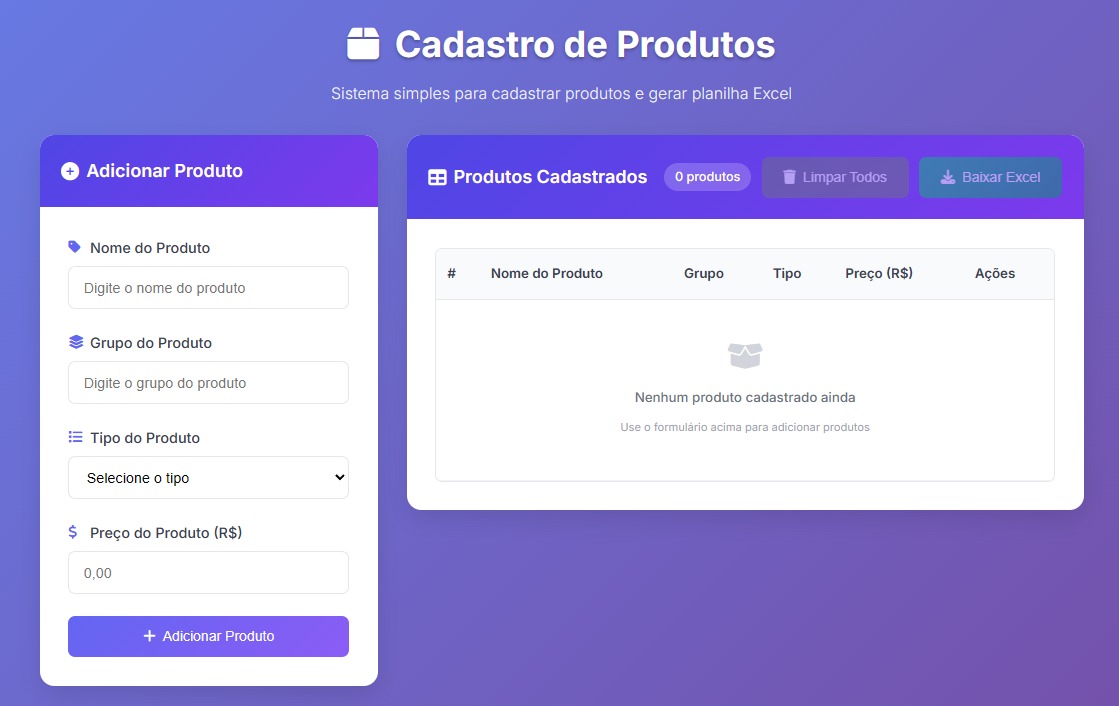 Cadastro de Produtos
Sistema simples para cadastrar produtos e gerar planilha Excel
Adicionar Produto
Nome do Produto
Digite o nome do produto
Grupo do Produto
Digite o grupo do produto
Tipo do Produto
Selecione o tipo
$ Preço do Produto (R$)
0,00
+ Adicionar Produto
Produtos Cadastrados 0 produtos Limpar Todos Baixar Excel
# Nome do Produto Grupo Tipo Preço (R$) Ações
Nenhum produto cadastrado ainda
Use o formulário acima para adicionar produtos